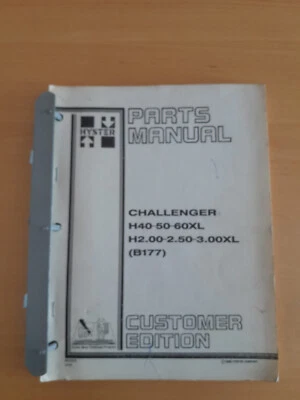 PARTS
MANUAL
HYSTER
CHALLENGER
H40-50-60XL
H2.00-2.50-3.00XL
(B177)
CUSTOMER
EDITION